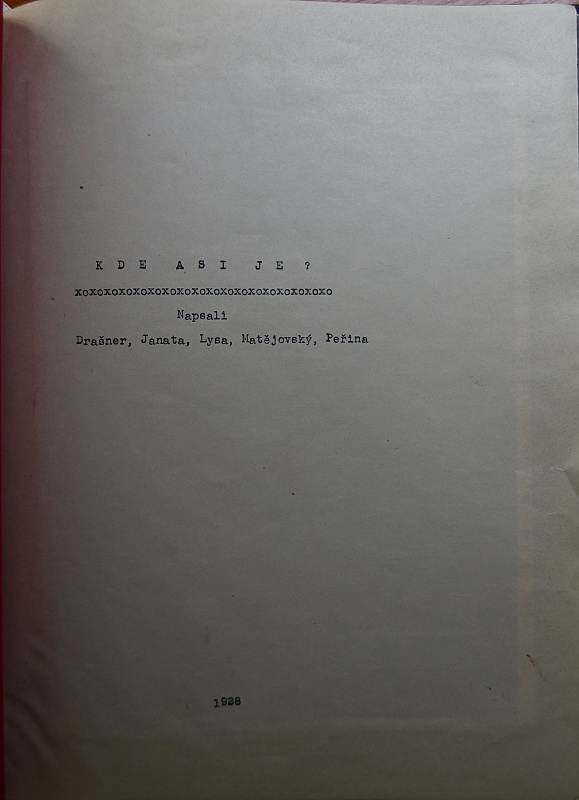 K D E A S I J E ?
xoxoxoxoxoxoxoxoxoxoxoxoxoxoxoxoxoxo
Napsali
Drašner, Janata, Lysa, Matějovský, Peřina
1928